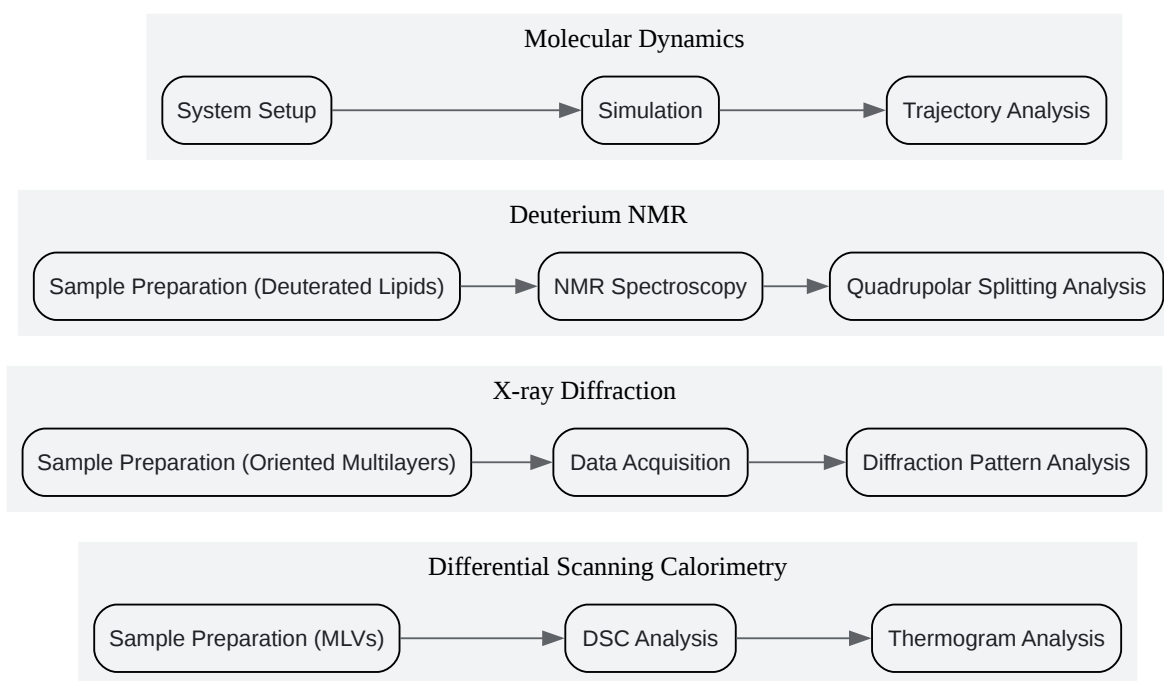 Molecular Dynamics
System Setup
Simulation
Trajectory Analysis
Deuterium NMR
Sample Preparation (Deuterated Lipids)
NMR Spectroscopy
Quadrupolar Splitting Analysis
X-ray Diffraction
Sample Preparation (Oriented Multilayers)
Data Acquisition
Diffraction Pattern Analysis
Differential Scanning Calorimetry
Sample Preparation (MLVs)
DSC Analysis
Thermogram Analysis